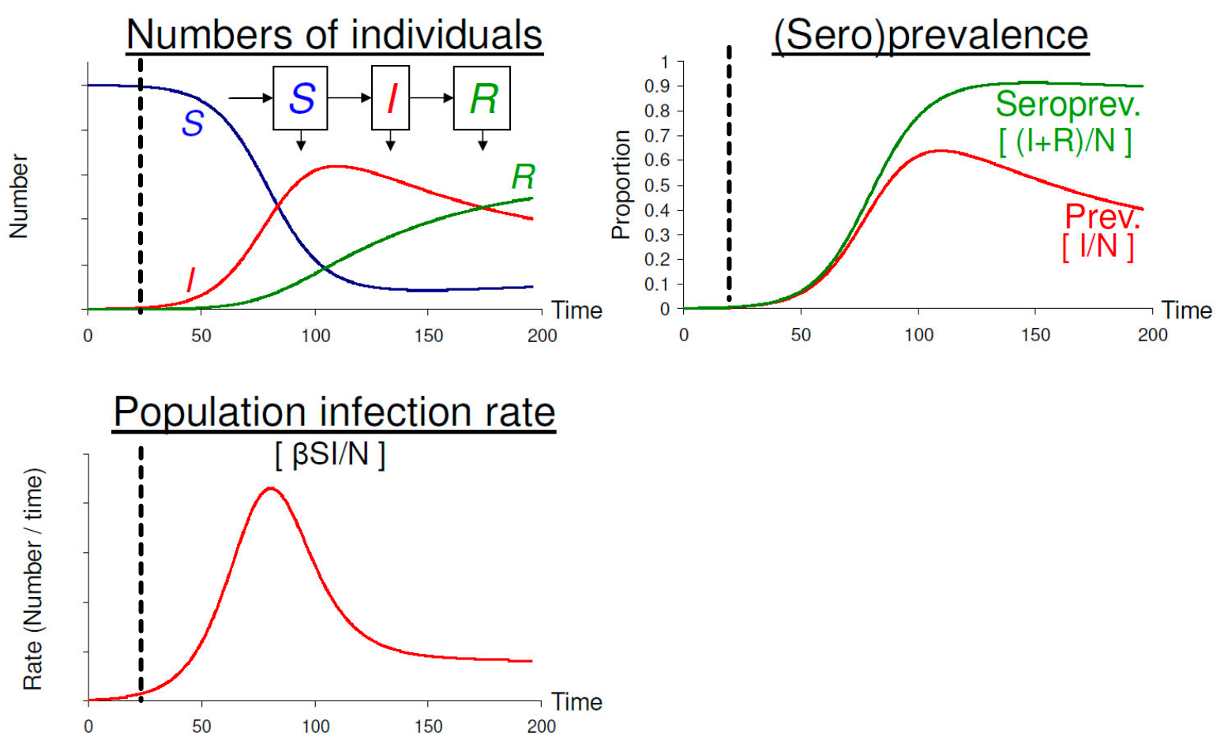 Numbers of individuals
S
I
R
S
I
R
Number
0
50
100
150
200
Time
(Sero)prevalence
1
0.9
0.8
0.7
0.6
0.5
0.4
0.3
0.2
0.1
0
Proportion
Seroprev.
[ (I+R)/N ]
Prev.
[ I/N ]
0
50
100
150
200
Time
Population infection rate
[ βSI/N ]
Rate (Number / time)
0
50
100
150
200
Time